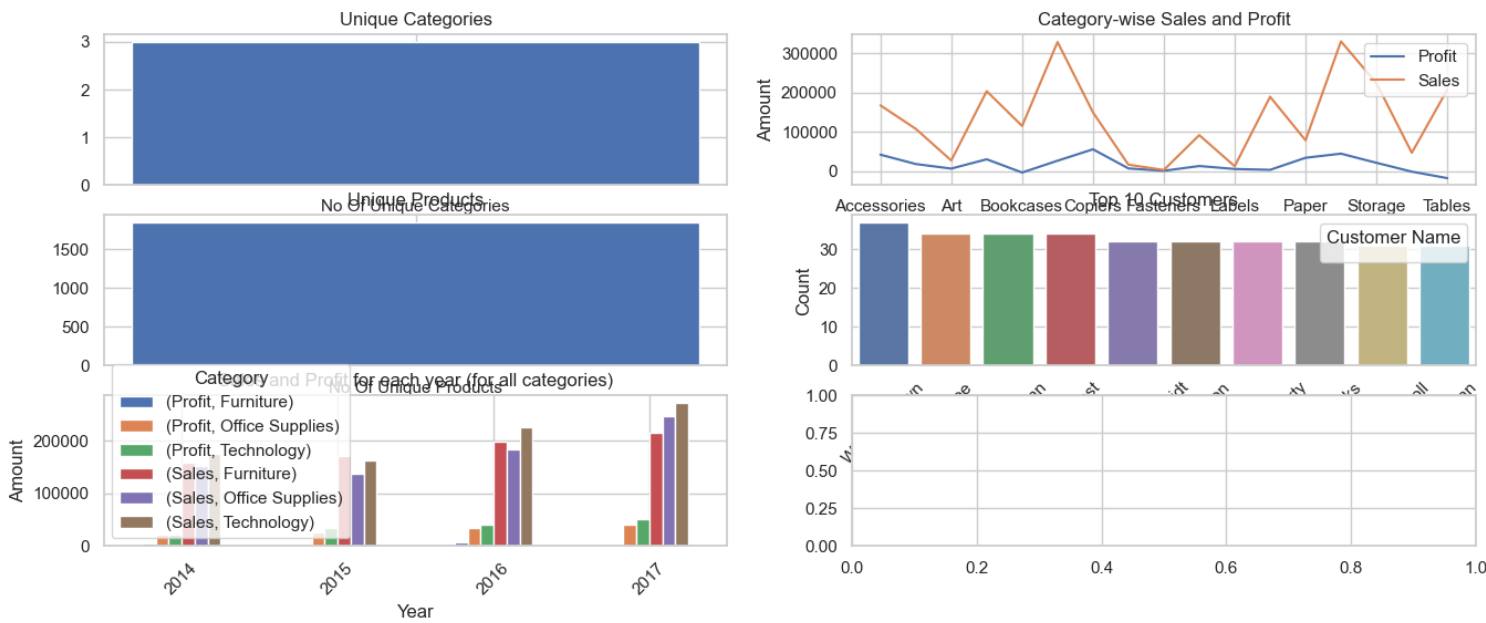 Unique Categories
3
2
1
0
No Of Unique Categories
Category-wise Sales and Profit
Amount
300000
200000
100000
0
Profit
Sales
Accessories Art Bookcases Copiers Fasteners Labels Paper Storage Tables
Unique Products
1500
1000
500
0
No Of Unique Products
Top 10 Customers
Count
30
20
10
0
Customer Name
Sales and Profit for each year (for all categories)
Amount
200000
100000
0
Category
(Profit, Furniture)
(Profit, Office Supplies)
(Profit, Technology)
(Sales, Furniture)
(Sales, Office Supplies)
(Sales, Technology)
2014 2015 2016 2017
Year
1.00
0.75
0.50
0.25
0.00
0.0 0.2 0.4 0.6 0.8 1.0